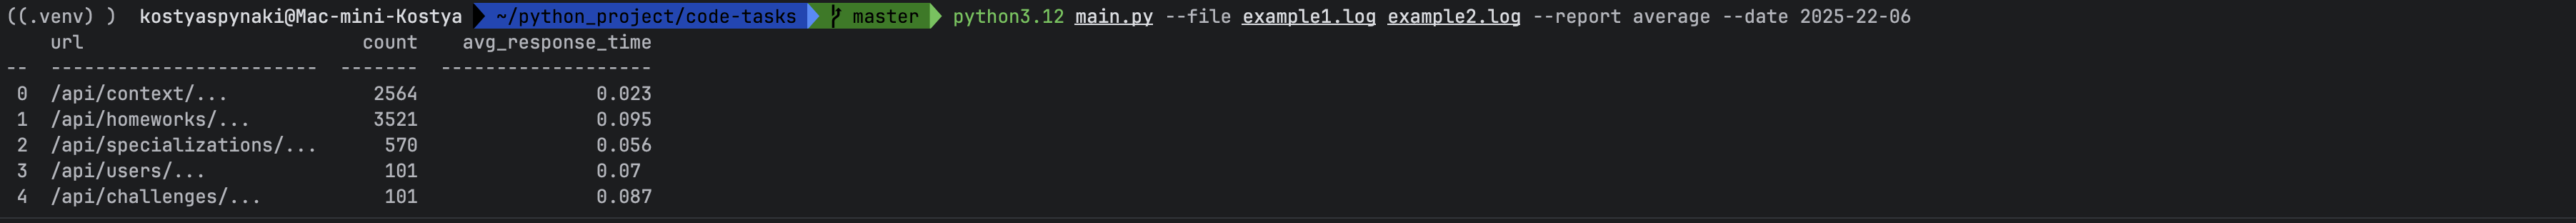 ((.venv) ) kostyaspynaki@Mac-mini-Kostya ~/python_project/code-tasks master python3.12 main.py --file example1.log example2.log --report average --date 2025-22-06
    url                         count    avg_response_time
--  ------------------------  -------  -------------------
 0  /api/context/...             2564                0.023
 1  /api/homeworks/...           3521                0.095
 2  /api/specializations/...      570                0.056
 3  /api/users/...                101                0.07
 4  /api/challenges/...           101                0.087